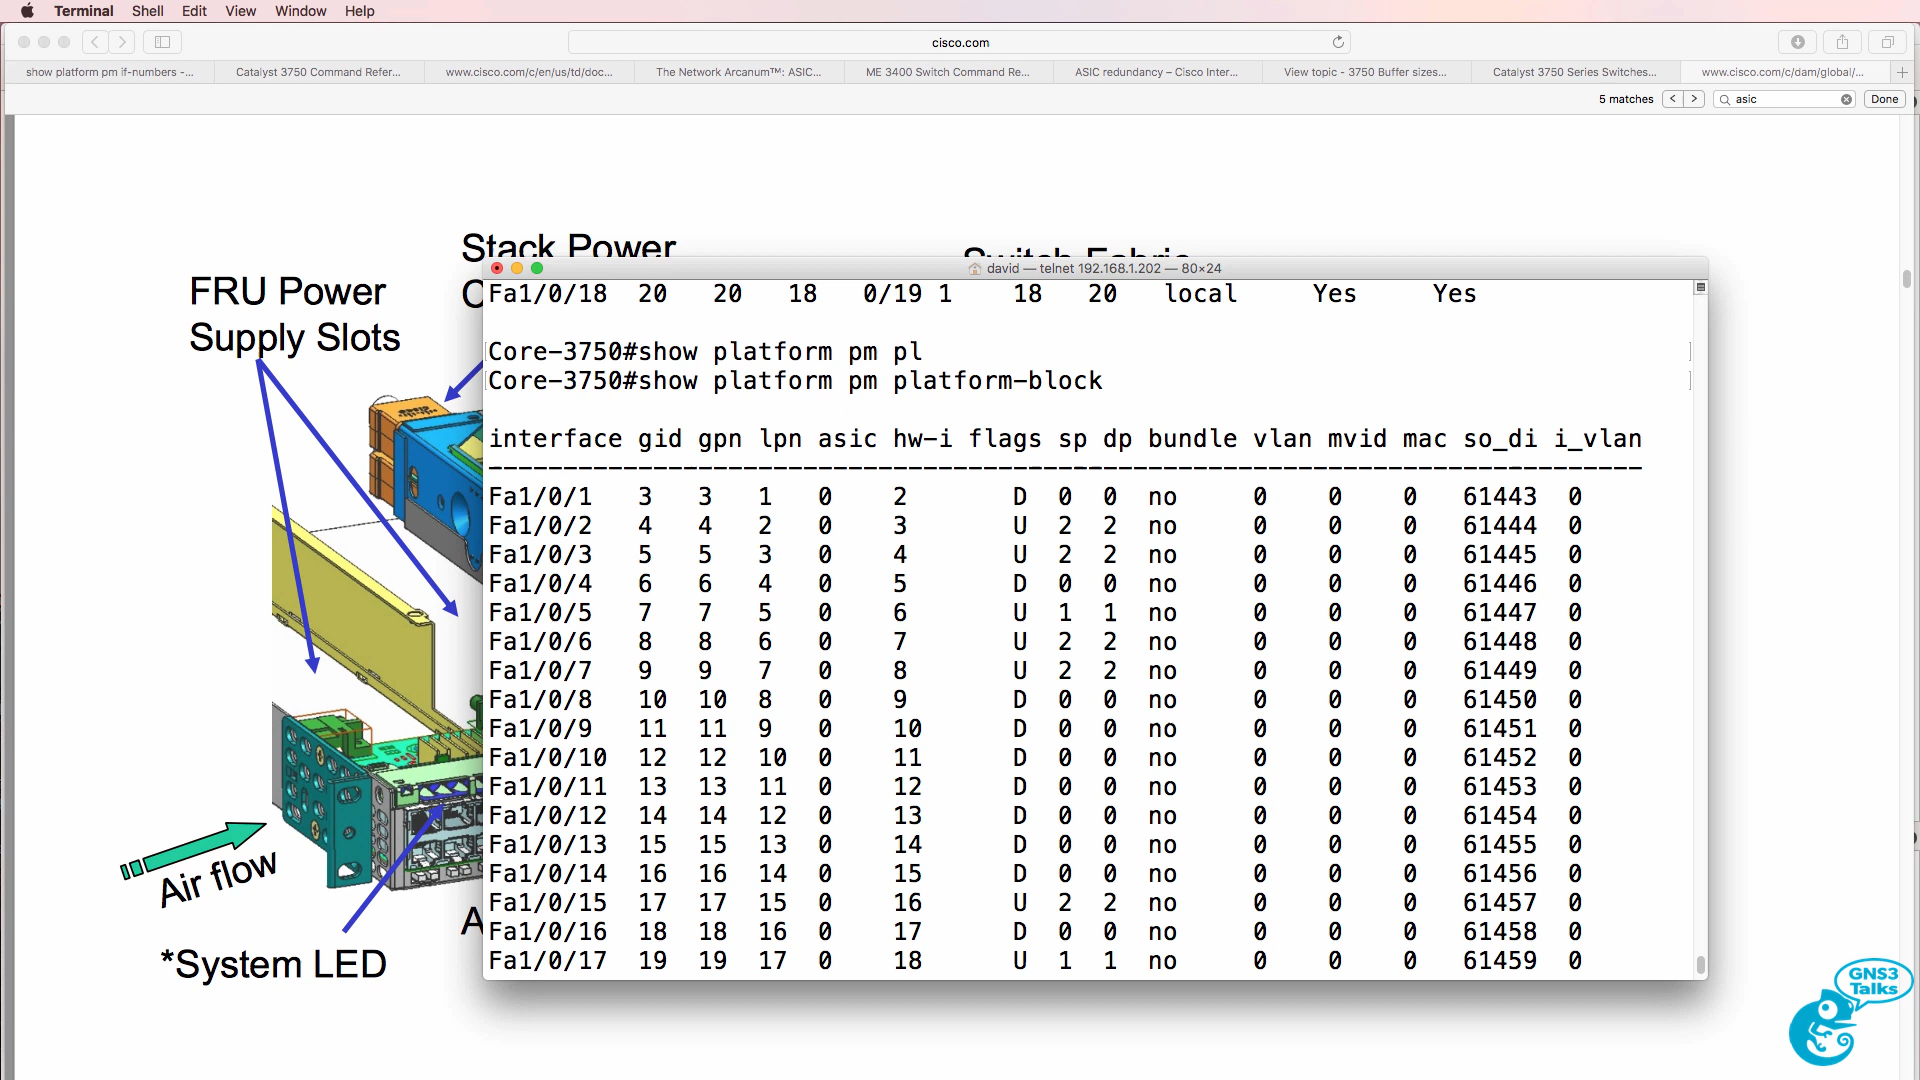 Terminal Shell Edit View Window Help
cisco.com
show platform pm if-numbers -... Catalyst 3750 Command Refer... www.cisco.com/c/en/us/td/doc... The Network Arcanum™: ASIC... ME 3400 Switch Command Re... ASIC redundancy – Cisco Inter... View topic - 3750 Buffer sizes... Catalyst 3750 Series Switches... www.cisco.com/c/dam/global/...
5 matches asic Done
Stack Power
FRU Power
Supply Slots
Switch Fabric
david — telnet 192.168.1.202 — 80×24
Fa1/0/18 20 20 18 0/19 1 18 20 local Yes Yes
Core-3750#show platform pm pl
Core-3750#show platform pm platform-block
interface gid gpn lpn asic hw-i flags sp dp bundle vlan mvid mac so_di i_vlan
--------------------------------------------------------------------------------
Fa1/0/1 3 3 1 0 2 D 0 0 no 0 0 0 61443 0
Fa1/0/2 4 4 2 0 3 U 2 2 no 0 0 0 61444 0
Fa1/0/3 5 5 3 0 4 U 2 2 no 0 0 0 61445 0
Fa1/0/4 6 6 4 0 5 D 0 0 no 0 0 0 61446 0
Fa1/0/5 7 7 5 0 6 U 1 1 no 0 0 0 61447 0
Fa1/0/6 8 8 6 0 7 U 2 2 no 0 0 0 61448 0
Fa1/0/7 9 9 7 0 8 U 2 2 no 0 0 0 61449 0
Fa1/0/8 10 10 8 0 9 D 0 0 no 0 0 0 61450 0
Fa1/0/9 11 11 9 0 10 D 0 0 no 0 0 0 61451 0
Fa1/0/10 12 12 10 0 11 D 0 0 no 0 0 0 61452 0
Fa1/0/11 13 13 11 0 12 D 0 0 no 0 0 0 61453 0
Fa1/0/12 14 14 12 0 13 D 0 0 no 0 0 0 61454 0
Fa1/0/13 15 15 13 0 14 D 0 0 no 0 0 0 61455 0
Fa1/0/14 16 16 14 0 15 D 0 0 no 0 0 0 61456 0
Fa1/0/15 17 17 15 0 16 U 2 2 no 0 0 0 61457 0
Fa1/0/16 18 18 16 0 17 D 0 0 no 0 0 0 61458 0
Fa1/0/17 19 19 17 0 18 U 1 1 no 0 0 0 61459 0
Air flow
*System LED
GNS3
Talks